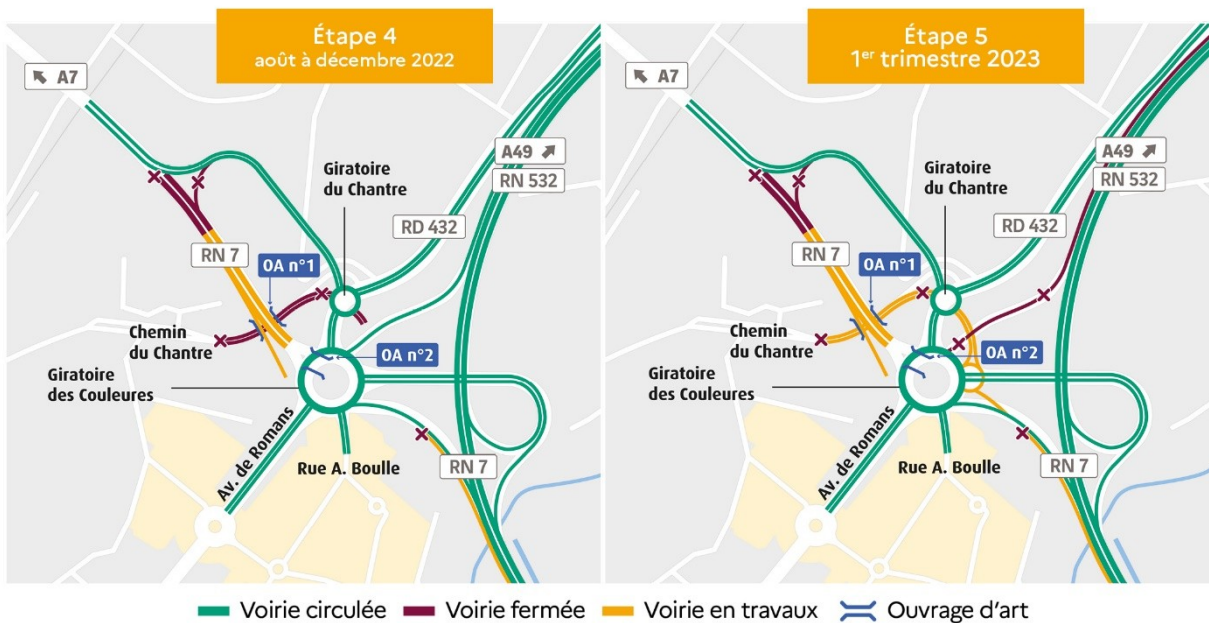 Étape 4
août à décembre 2022
A7
Giratoire
du Chantre
A49
RN 532
RD 432
RN 7
OA n°1
Chemin
du Chantre
OA n°2
Giratoire
des Couleures
Av. de Romans
Rue A. Boulle
RN 7
Étape 5
1er trimestre 2023
A7
Giratoire
du Chantre
A49
RN 532
RD 432
RN 7
OA n°1
Chemin
du Chantre
OA n°2
Giratoire
des Couleures
Av. de Romans
Rue A. Boulle
RN 7
Voirie circulée
Voirie fermée
Voirie en travaux
Ouvrage d'art